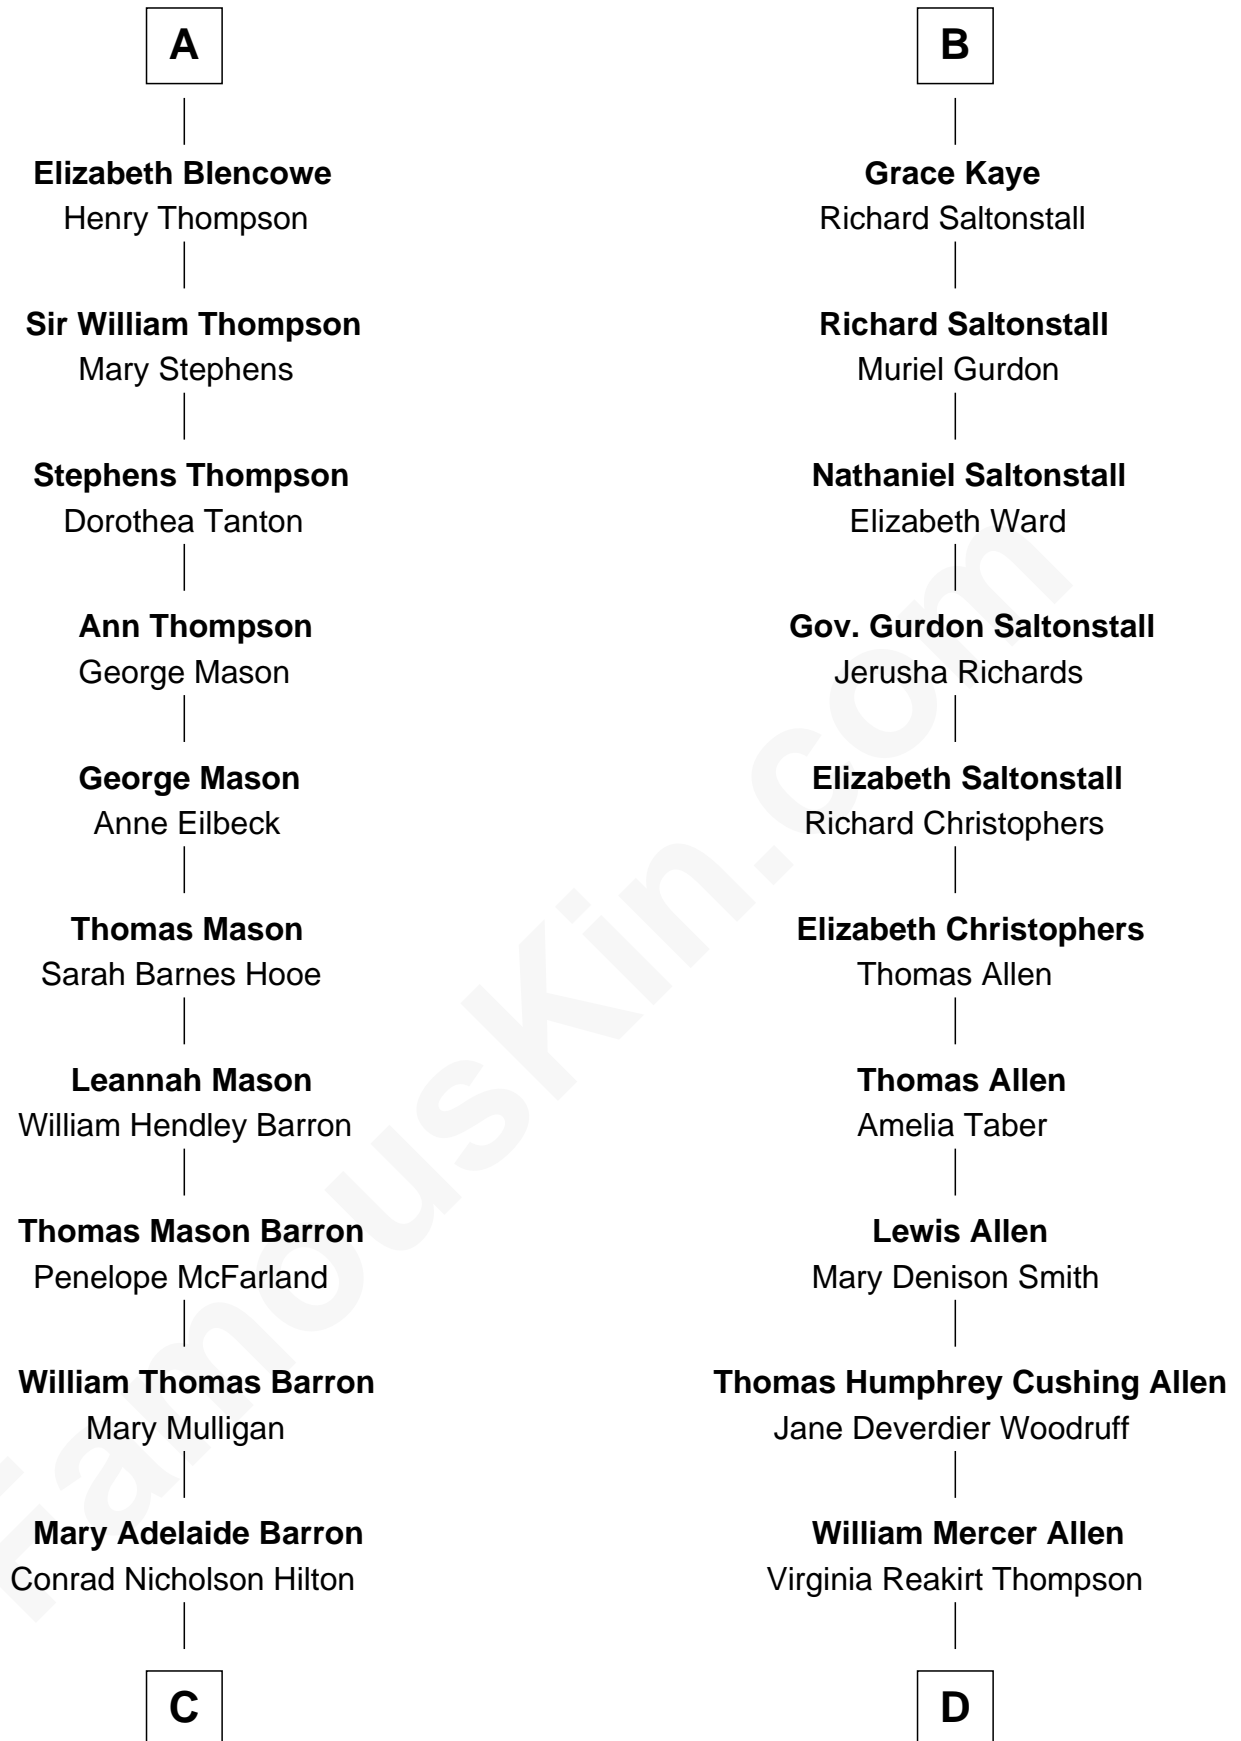 A
Elizabeth Blencowe
Henry Thompson
Sir William Thompson
Mary Stephens
Stephens Thompson
Dorothea Tanton
Ann Thompson
George Mason
George Mason
Anne Eilbeck
Thomas Mason
Sarah Barnes Hooe
Leannah Mason
William Hendley Barron
Thomas Mason Barron
Penelope McFarland
William Thomas Barron
Mary Mulligan
Mary Adelaide Barron
Conrad Nicholson Hilton
C
B
Grace Kaye
Richard Saltonstall
Richard Saltonstall
Muriel Gurdon
Nathaniel Saltonstall
Elizabeth Ward
Gov. Gurdon Saltonstall
Jerusha Richards
Elizabeth Saltonstall
Richard Christophers
Elizabeth Christophers
Thomas Allen
Thomas Allen
Amelia Taber
Lewis Allen
Mary Denison Smith
Thomas Humphrey Cushing Allen
Jane Deverdier Woodruff
William Mercer Allen
Virginia Reakirt Thompson
D
FamousKin.com